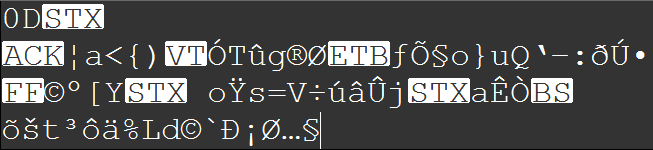 0DSTX
ACK¦a<{)VTÓTûg®ØETBƒÕ§o}uQ‘–:ðÚ•
FF©º[YSTX oŸs=V÷úâÛjSTXaÊÒBS
õšt³ôä‰Ld©`Ð¡Ø…§